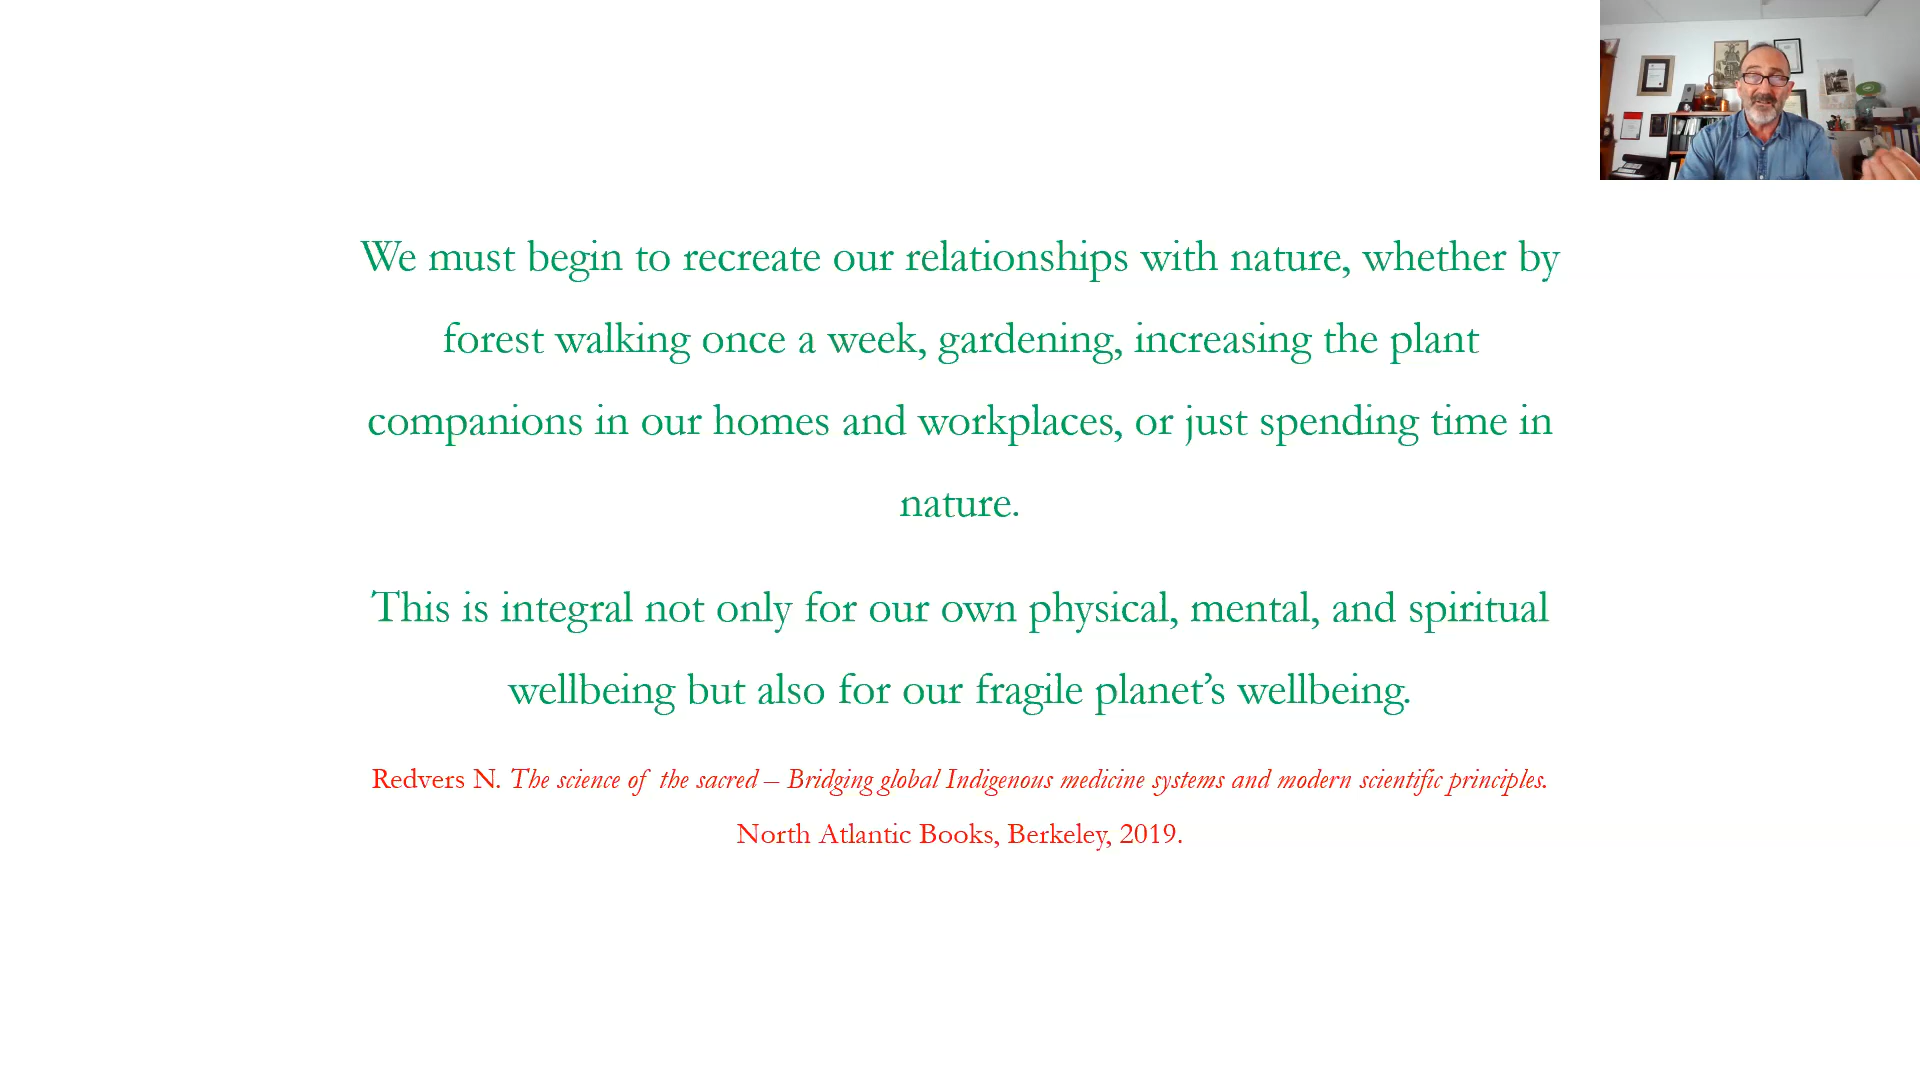 We must begin to recreate our relationships with nature, whether by
forest walking once a week, gardening, increasing the plant
companions in our homes and workplaces, or just spending time in
nature.
This is integral not only for our own physical, mental, and spiritual
wellbeing but also for our fragile planet’s wellbeing.
Redvers N. The science of the sacred – Bridging global Indigenous medicine systems and modern scientific principles.
North Atlantic Books, Berkeley, 2019.